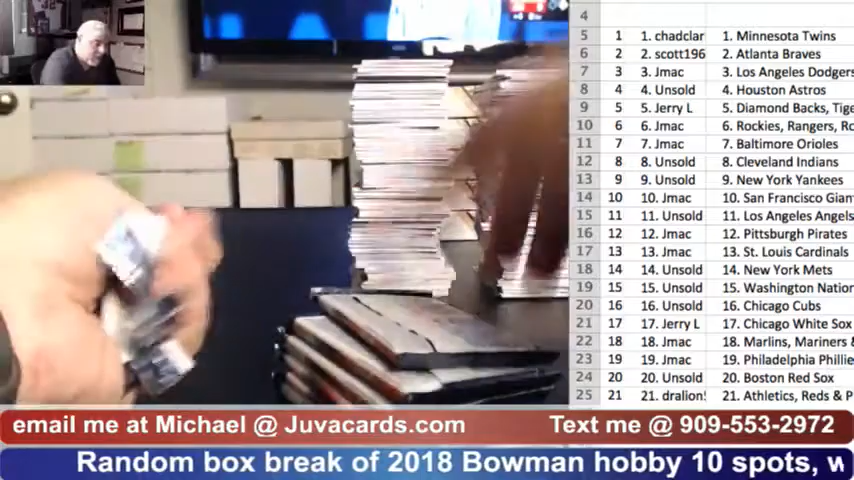 4
5 1 1. chadclar 1. Minnesota Twins
6 2 2. scott196 2. Atlanta Braves
7 3 3. Jmac 3. Los Angeles Dodgers
8 4 4. Unsold 4. Houston Astros
9 5 5. Jerry L 5. Diamond Backs, Tige
10 6 6. Jmac 6. Rockies, Rangers, Ro
11 7 7. Jmac 7. Baltimore Orioles
12 8 8. Unsold 8. Cleveland Indians
13 9 9. Unsold 9. New York Yankees
14 10 10. Jmac 10. San Francisco Gian
15 11 11. Unsold 11. Los Angeles Angels
16 12 12. Jmac 12. Pittsburgh Pirates
17 13 13. Jmac 13. St. Louis Cardinals
18 14 14. Unsold 14. New York Mets
19 15 15. Unsold 15. Washington Nation
20 16 16. Unsold 16. Chicago Cubs
21 17 17. Jerry L 17. Chicago White Sox
22 18 18. Jmac 18. Marlins, Mariners &
23 19 19. Jmac 19. Philadelphia Phillie
24 20 20. Unsold 20. Boston Red Sox
25 21 21. dralion! 21. Athletics, Reds & P
email me at Michael @ Juvacards.com Text me @ 909-553-2972
Random box break of 2018 Bowman hobby 10 spots, w